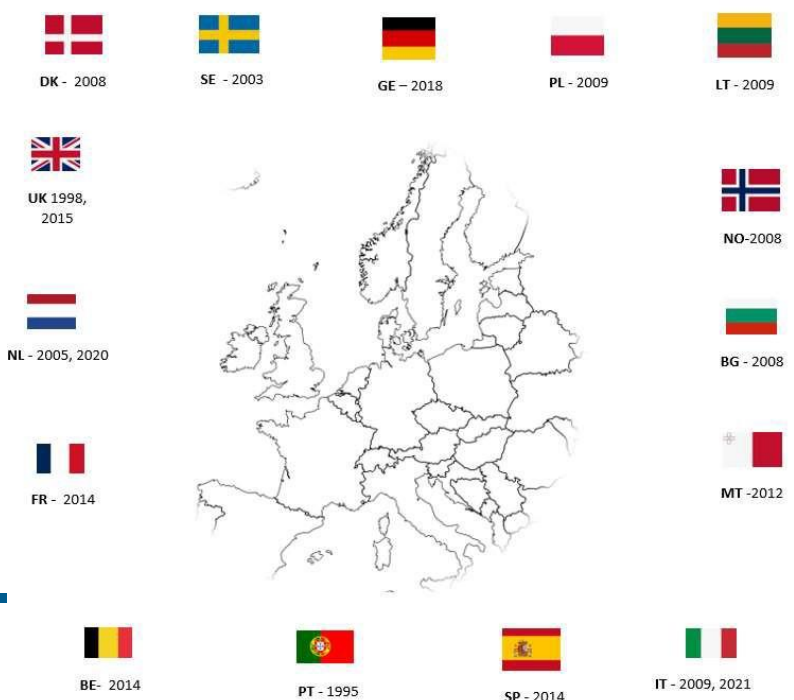 DK - 2008
SE - 2003
GE – 2018
PL - 2009
LT - 2009
UK 1998,
2015
NO-2008
NL - 2005, 2020
BG - 2008
FR - 2014
MT -2012
BE- 2014
PT - 1995
SP - 2014
IT - 2009, 2021